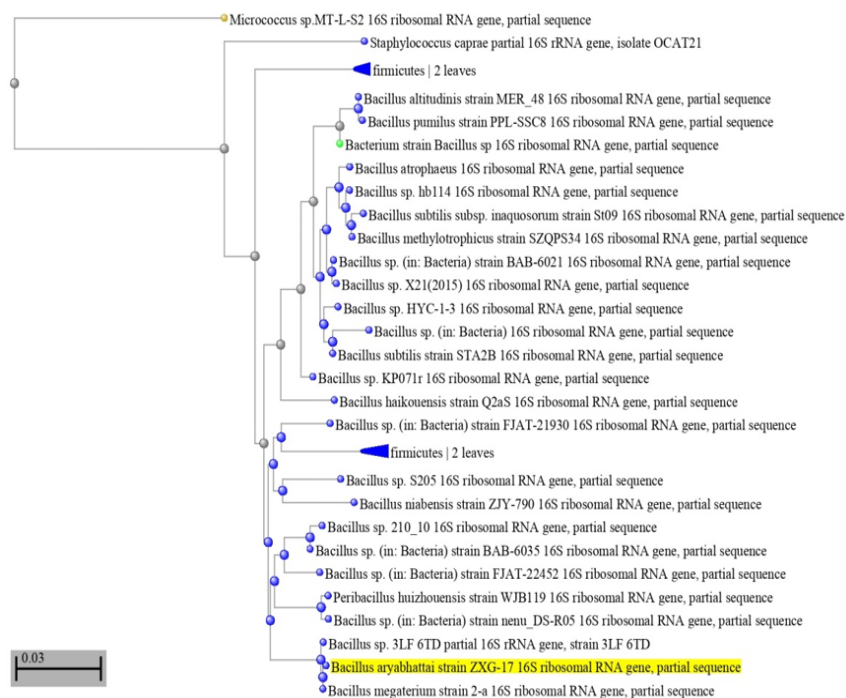 Micrococcus sp.MT-L-S2 16S ribosomal RNA gene, partial sequence
Staphylococcus caprae partial 16S rRNA gene, isolate OCAT21
firmicutes | 2 leaves
Bacillus altitudinis strain MER_48 16S ribosomal RNA gene, partial sequence
Bacillus pumilus strain PPL-SSC8 16S ribosomal RNA gene, partial sequence
Bacterium strain Bacillus sp 16S ribosomal RNA gene, partial sequence
Bacillus atrophaeus 16S ribosomal RNA gene, partial sequence
Bacillus sp. hb114 16S ribosomal RNA gene, partial sequence
Bacillus subtilis subsp. inaquosorum strain St09 16S ribosomal RNA gene, partial sequence
Bacillus methylotrophicus strain SZQPS34 16S ribosomal RNA gene, partial sequence
Bacillus sp. (in: Bacteria) strain BAB-6021 16S ribosomal RNA gene, partial sequence
Bacillus sp. X21(2015) 16S ribosomal RNA gene, partial sequence
Bacillus sp. HYC-1-3 16S ribosomal RNA gene, partial sequence
Bacillus sp. (in: Bacteria) 16S ribosomal RNA gene, partial sequence
Bacillus subtilis strain STA2B 16S ribosomal RNA gene, partial sequence
Bacillus sp. KP071r 16S ribosomal RNA gene, partial sequence
Bacillus haikouensis strain Q2aS 16S ribosomal RNA gene, partial sequence
Bacillus sp. (in: Bacteria) strain FJAT-21930 16S ribosomal RNA gene, partial sequence
firmicutes | 2 leaves
Bacillus sp. S205 16S ribosomal RNA gene, partial sequence
Bacillus niabensis strain ZJY-790 16S ribosomal RNA gene, partial sequence
Bacillus sp. 210_10 16S ribosomal RNA gene, partial sequence
Bacillus sp. (in: Bacteria) strain BAB-6035 16S ribosomal RNA gene, partial sequence
Bacillus sp. (in: Bacteria) strain FJAT-22452 16S ribosomal RNA gene, partial sequence
Peribacillus huizhouensis strain WJB119 16S ribosomal RNA gene, partial sequence
Bacillus sp. (in: Bacteria) strain nenu_DS-R05 16S ribosomal RNA gene, partial sequence
Bacillus sp. 3LF 6TD partial 16S rRNA gene, strain 3LF 6TD
Bacillus aryabhattai strain ZXG-17 16S ribosomal RNA gene, partial sequence
Bacillus megaterium strain 2-a 16S ribosomal RNA gene, partial sequence
0.03